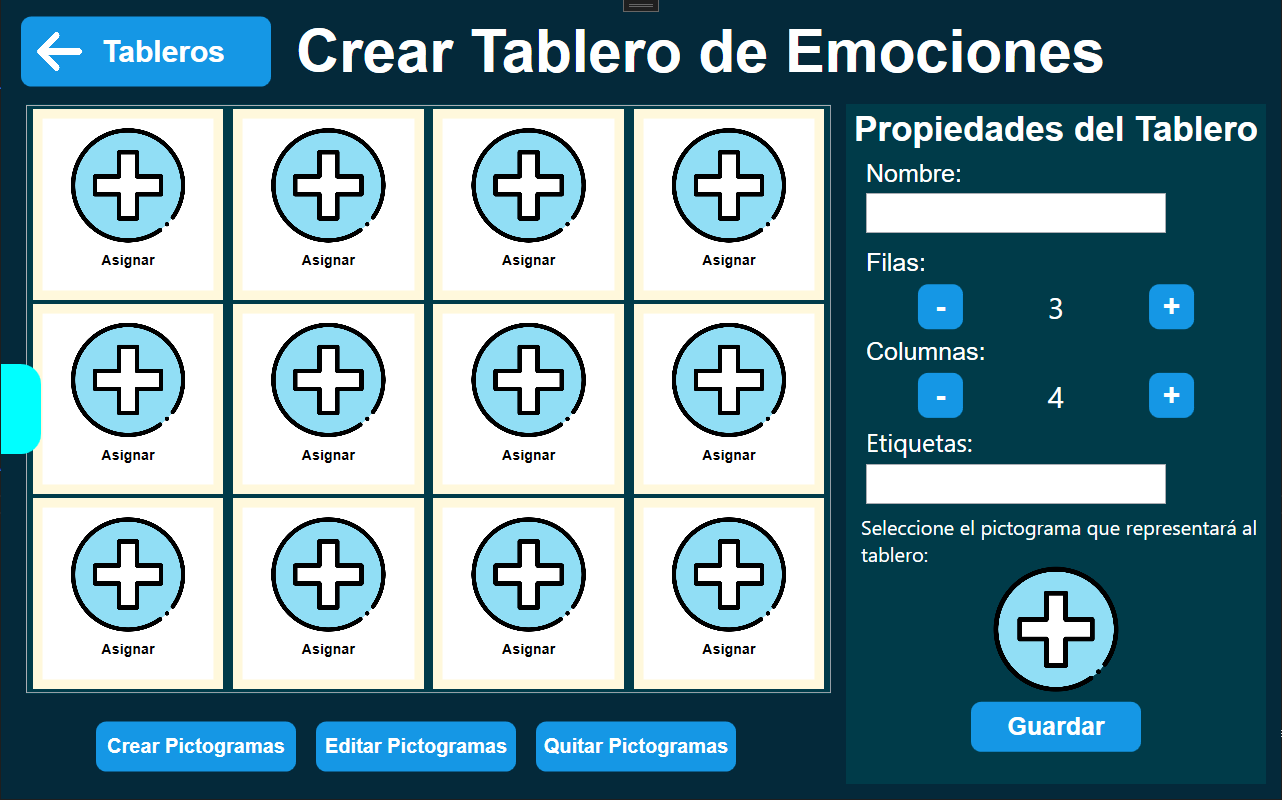 Tableros
Crear Tablero de Emociones
Asignar
Asignar
Asignar
Asignar
Asignar
Asignar
Asignar
Asignar
Asignar
Asignar
Asignar
Asignar
Crear Pictogramas
Editar Pictogramas
Quitar Pictogramas
Propiedades del Tablero
Nombre:
Filas:
- 3 +
Columnas:
- 4 +
Etiquetas:
Seleccione el pictograma que representará al
tablero:
Guardar